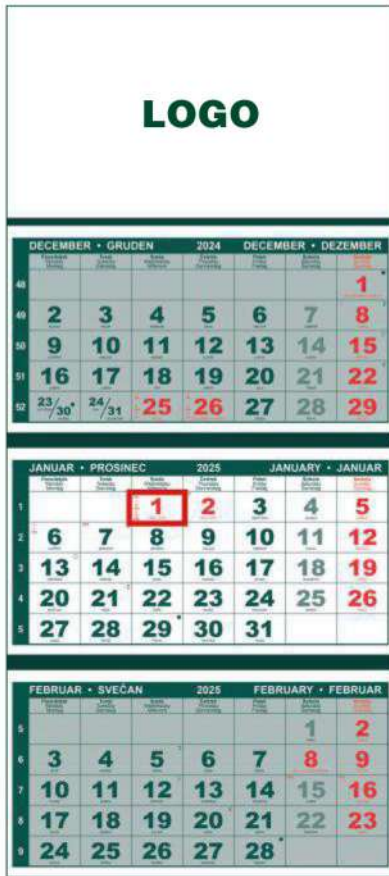 LOGO
DECEMBER • GRUDEN 2024 DECEMBER • DEZEMBER
48 1
49 2 3 4 5 6 7 8
50 9 10 11 12 13 14 15
51 16 17 18 19 20 21 22
52 23/30 24/31 25 26 27 28 29
JANUAR • PROSINEC 2025 JANUARY • JANUAR
1 1 2 3 4 5
2 6 7 8 9 10 11 12
3 13 14 15 16 17 18 19
4 20 21 22 23 24 25 26
5 27 28 29 30 31
FEBRUAR • SVEČAN 2025 FEBRUARY • FEBRUAR
5 1 2
6 3 4 5 6 7 8 9
7 10 11 12 13 14 15 16
8 17 18 19 20 21 22 23
9 24 25 26 27 28